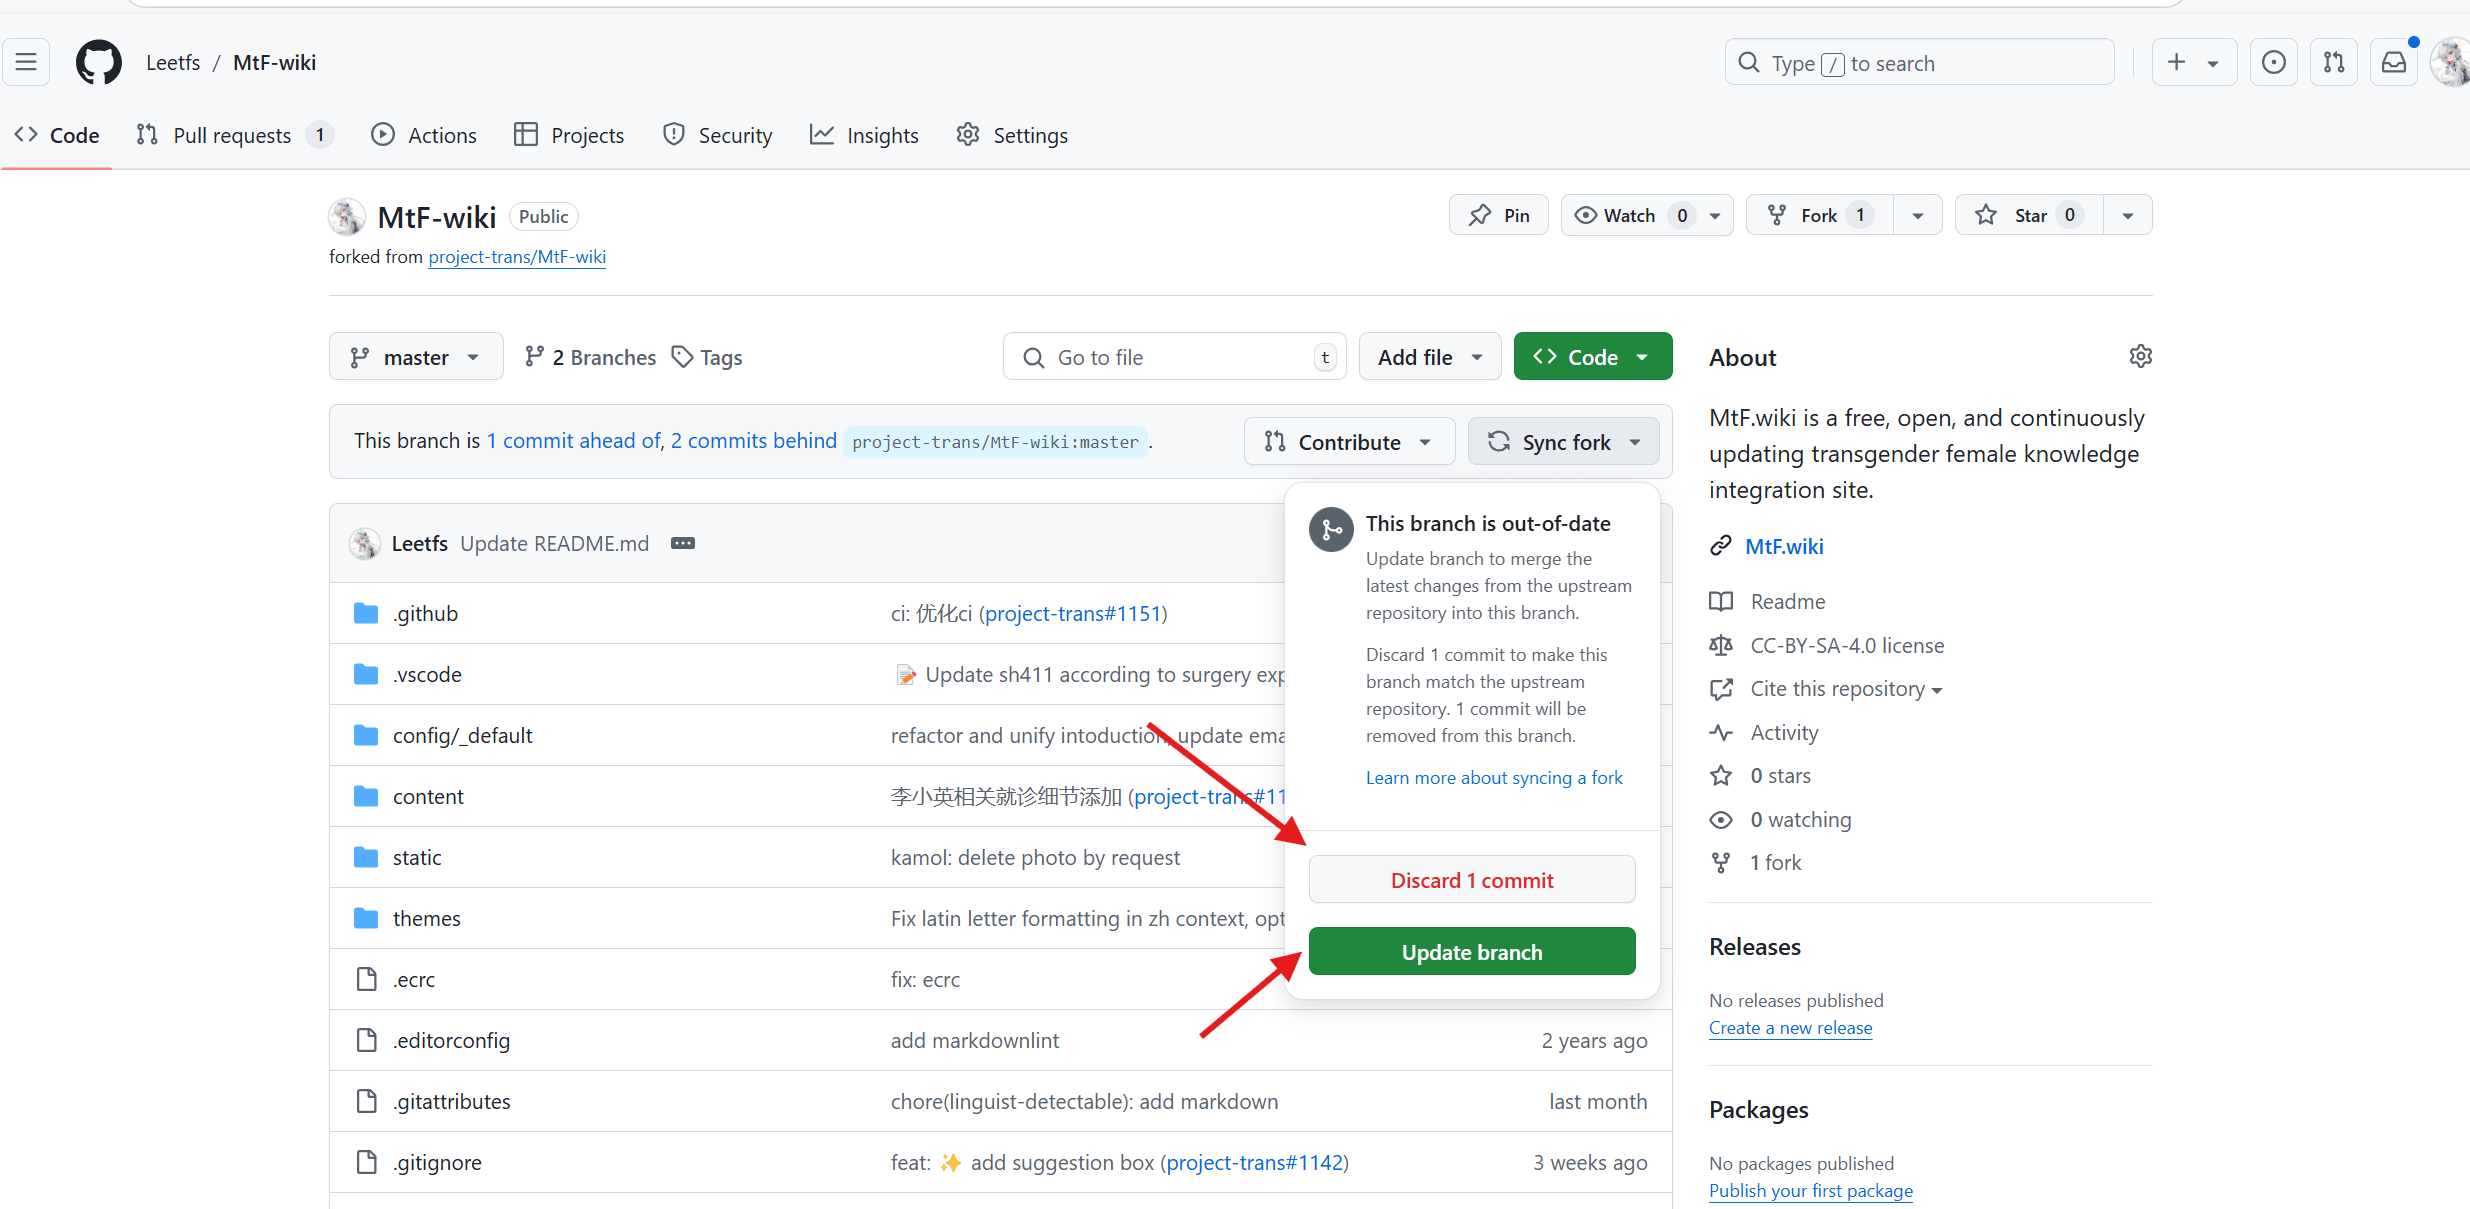 Leetfs / MtF-wiki
Type / to search
Code
Pull requests 1
Actions
Projects
Security
Insights
Settings
MtF-wiki Public
forked from project-trans/MtF-wiki
Pin
Watch 0
Fork 1
Star 0
master
2 Branches
Tags
Go to file t
Add file
Code
This branch is 1 commit ahead of, 2 commits behind project-trans/MtF-wiki:master .
Contribute
Sync fork
This branch is out-of-date
Update branch to merge the
latest changes from the upstream
repository into this branch.
Discard 1 commit to make this
branch match the upstream
repository. 1 commit will be
removed from this branch.
Learn more about syncing a fork
Discard 1 commit
Update branch
Leetfs Update README.md
.github ci: 优化ci (project-trans#1151)
.vscode 📝 Update sh411 according to surgery exp
config/_default refactor and unify intoduction, update ema
content 李小英相关就诊细节添加 (project-trans#11
static kamol: delete photo by request
themes Fix latin letter formatting in zh context, opt
.ecrc fix: ecrc
.editorconfig add markdownlint 2 years ago
.gitattributes chore(linguist-detectable): add markdown last month
.gitignore feat: ✨ add suggestion box (project-trans#1142) 3 weeks ago
About
MtF.wiki is a free, open, and continuously
updating transgender female knowledge
integration site.
MtF.wiki
Readme
CC-BY-SA-4.0 license
Cite this repository
Activity
0 stars
0 watching
1 fork
Releases
No releases published
Create a new release
Packages
No packages published
Publish your first package